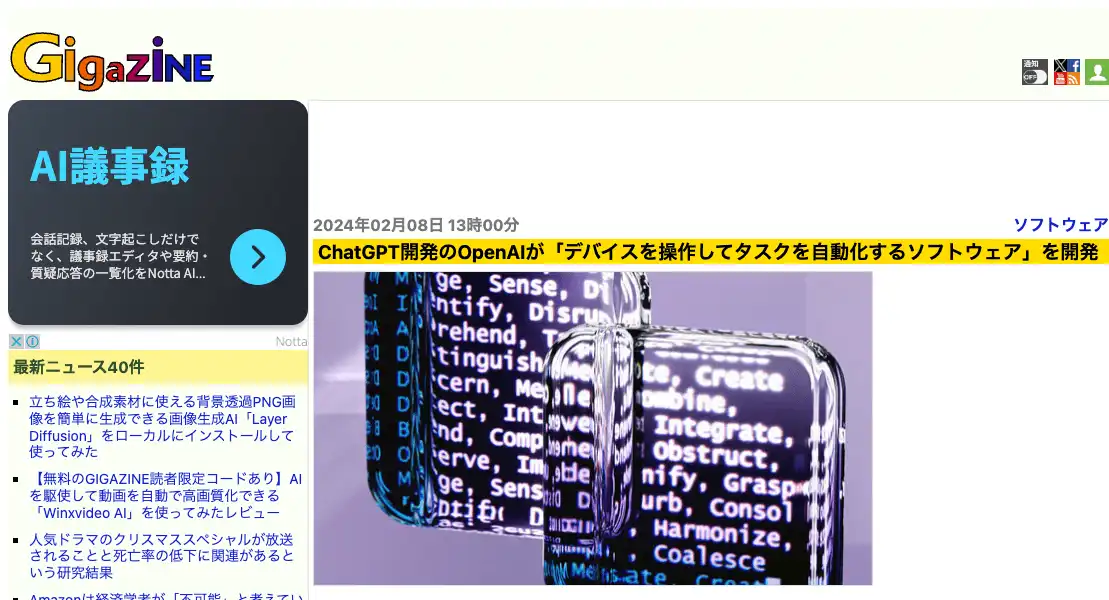 GIGAZINE
通知
OFF
AI議事録
会話記録、文字起こしだけで
なく、議事録エディタや要約・
質疑応答の一覧化をNotta AI...
Notta
最新ニュース40件
立ち絵や合成素材に使える背景透過PNG画
像を簡単に生成できる画像生成AI「Layer
Diffusion」をローカルにインストールして
使ってみた
【無料のGIGAZINE読者限定コードあり】AI
を駆使して動画を自動で高画質化できる
「Winxvideo AI」を使ってみたレビュー
人気ドラマのクリスマススペシャルが放送
されることと死亡率の低下に関連があると
いう研究結果
Amazonは経済学者が「不可能」と考えてい
2024年02月08日 13時00分
ソフトウェア
ChatGPT開発のOpenAIが「デバイスを操作してタスクを自動化するソフトウェア」を開発
ge, Sense, Di
entify, Disrup
rehend, T
tinguish
cern, Me
ect, Int
end, Comp
erve, Im
ge, Sens
ate, Create
ombine,
Integrate,
Obstruct,
nify, Grasp
urb, Consol
Harmonize,
Coalesce